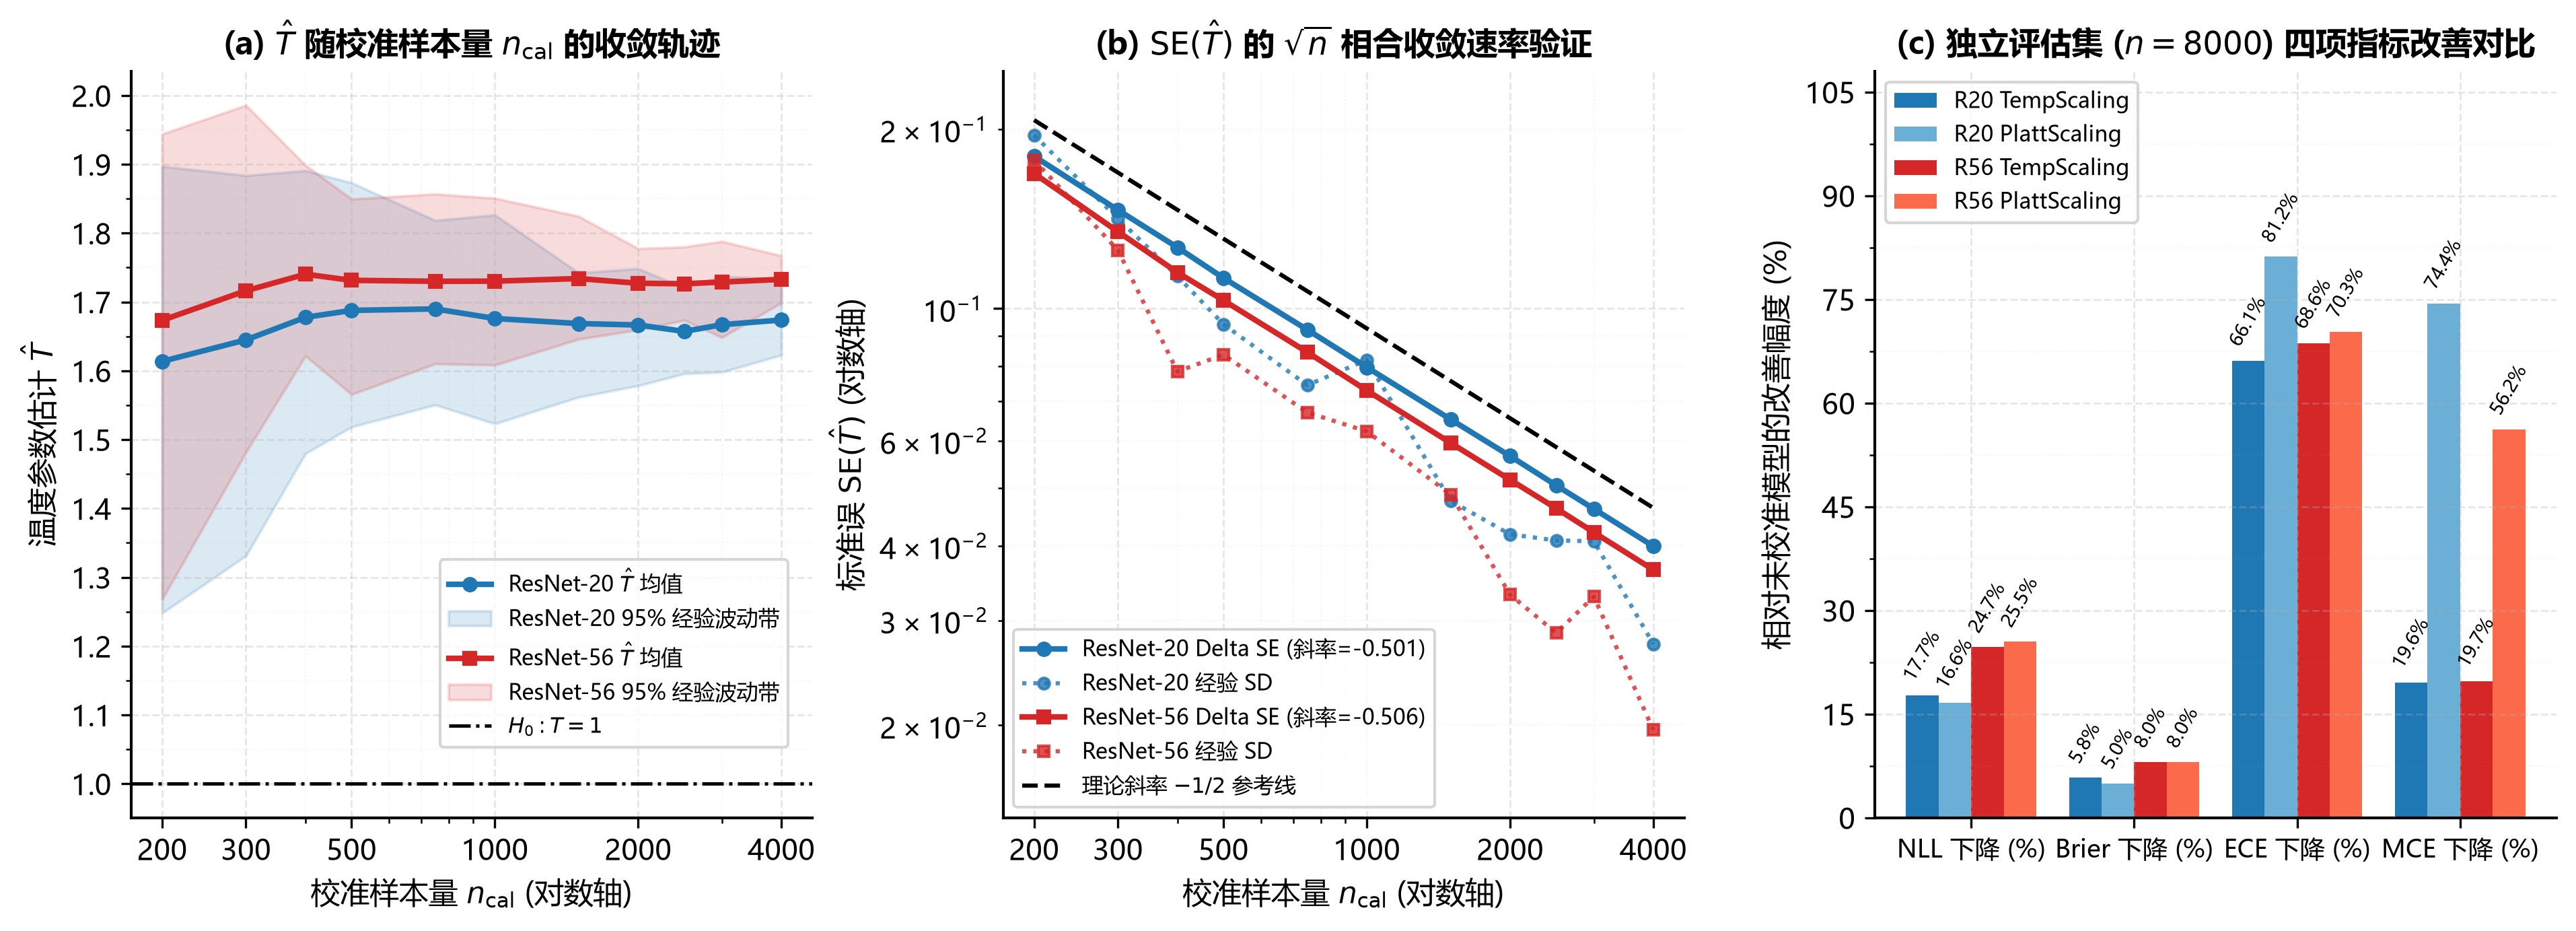 (a) T̂ 随校准样本量 n_cal 的收敛轨迹
温度参数估计 T̂
2.0
1.9
1.8
1.7
1.6
1.5
1.4
1.3
1.2
1.1
1.0
ResNet-20 T̂ 均值
ResNet-20 95% 经验波动带
ResNet-56 T̂ 均值
ResNet-56 95% 经验波动带
H₀ : T = 1
200 300 500 1000 2000 4000
校准样本量 n_cal (对数轴)
(b) SE(T̂) 的 √n 相合收敛速率验证
标准误 SE(T̂) (对数轴)
2 × 10⁻¹
10⁻¹
6 × 10⁻²
4 × 10⁻²
3 × 10⁻²
2 × 10⁻²
ResNet-20 Delta SE (斜率=-0.501)
ResNet-20 经验 SD
ResNet-56 Delta SE (斜率=-0.506)
ResNet-56 经验 SD
理论斜率 −1/2 参考线
200 300 500 1000 2000 4000
校准样本量 n_cal (对数轴)
(c) 独立评估集 (n = 8000) 四项指标改善对比
相对未校准模型的改善幅度 (%)
105
90
75
60
45
30
15
0
R20 TempScaling
R20 PlattScaling
R56 TempScaling
R56 PlattScaling
17.7% 16.6% 24.7% 25.5%
5.8% 5.0% 8.0% 8.0%
66.1% 81.2% 68.6% 70.3%
19.6% 74.4% 19.7% 56.2%
NLL 下降 (%) Brier 下降 (%) ECE 下降 (%) MCE 下降 (%)